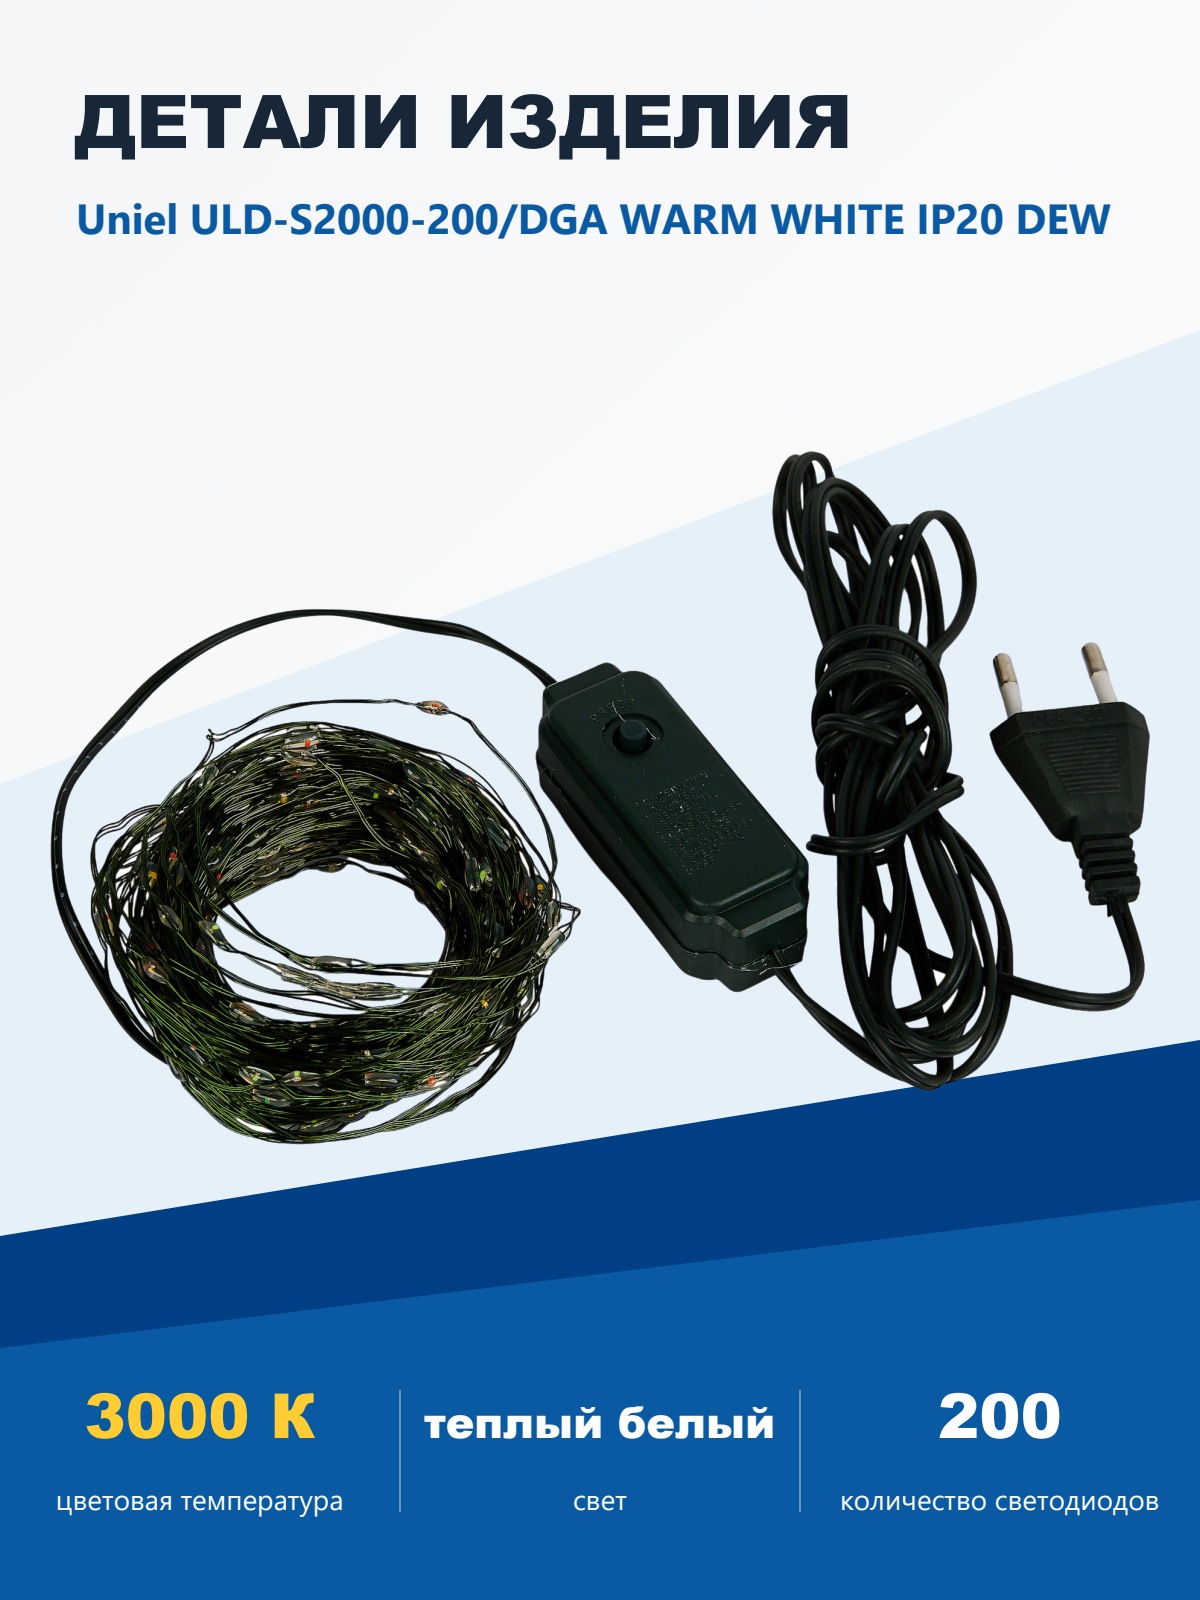 ДЕТАЛИ ИЗДЕЛИЯ
Uniel ULD-S2000-200/DGA WARM WHITE IP20 DEW
3000 К
цветовая температура
теплый белый
свет
200
количество светодиодов